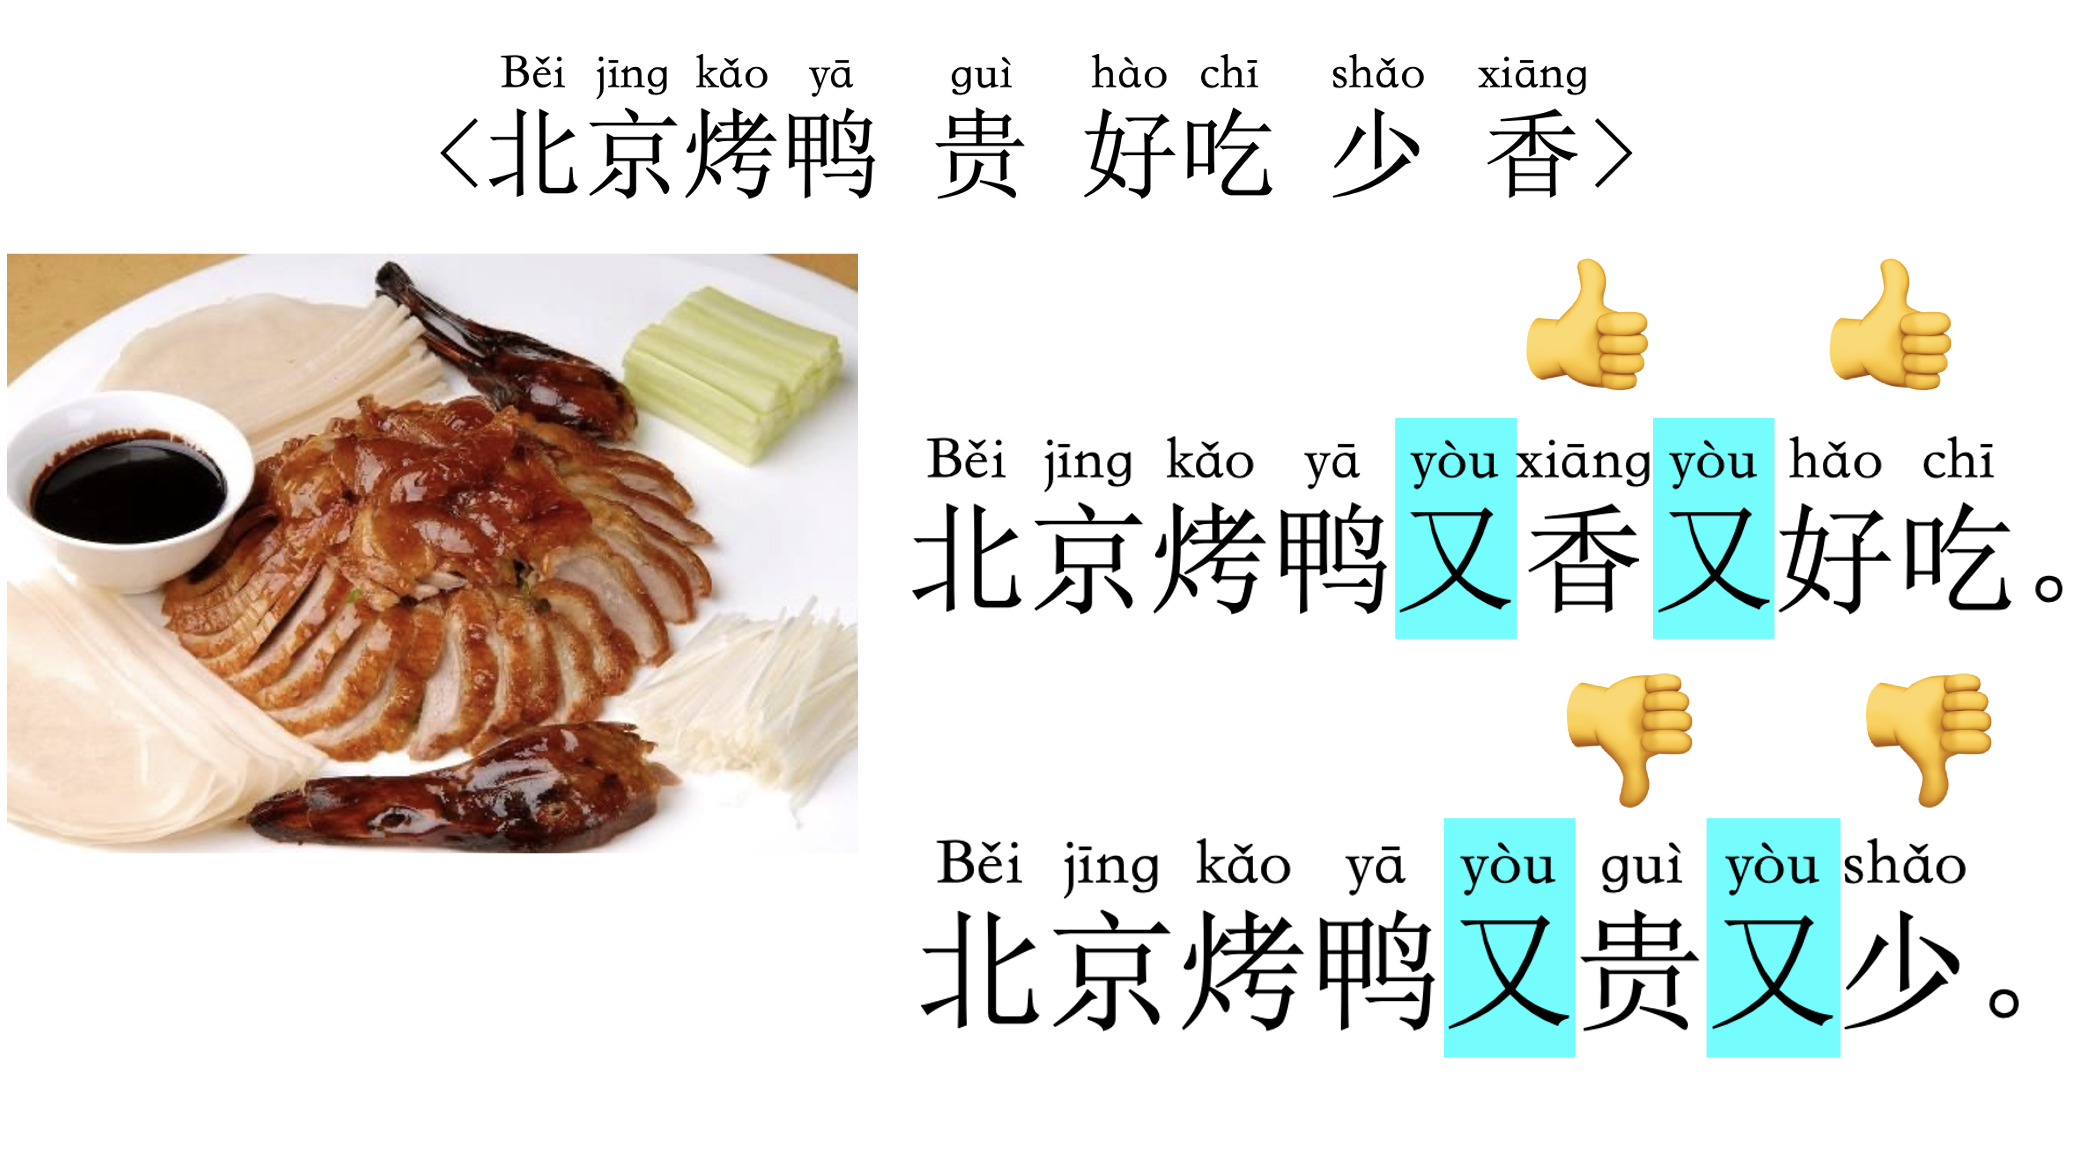 Běi jīng kǎo yā guì hào chī shǎo xiāng
<北京烤鸭 贵 好吃 少 香>
Běi jīng kǎo yā yòu xiāng yòu hǎo chī
北京烤鸭又香又好吃。
Běi jīng kǎo yā yòu guì yòu shǎo
北京烤鸭又贵又少。